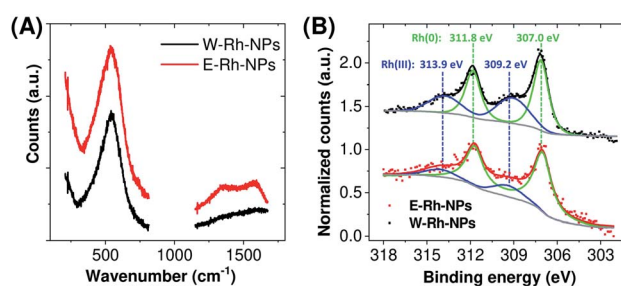 (A)
W-Rh-NPs
E-Rh-NPs
Counts (a.u.)
500 1000 1500
Wavenumber (cm⁻¹)
(B)
Rh(0): 311.8 eV 307.0 eV
Rh(III): 313.9 eV 309.2 eV
Normalized counts (a.u.)
2.0
1.5
1.0
0.5
0.0
E-Rh-NPs
W-Rh-NPs
318 315 312 309 306 303
Binding energy (eV)